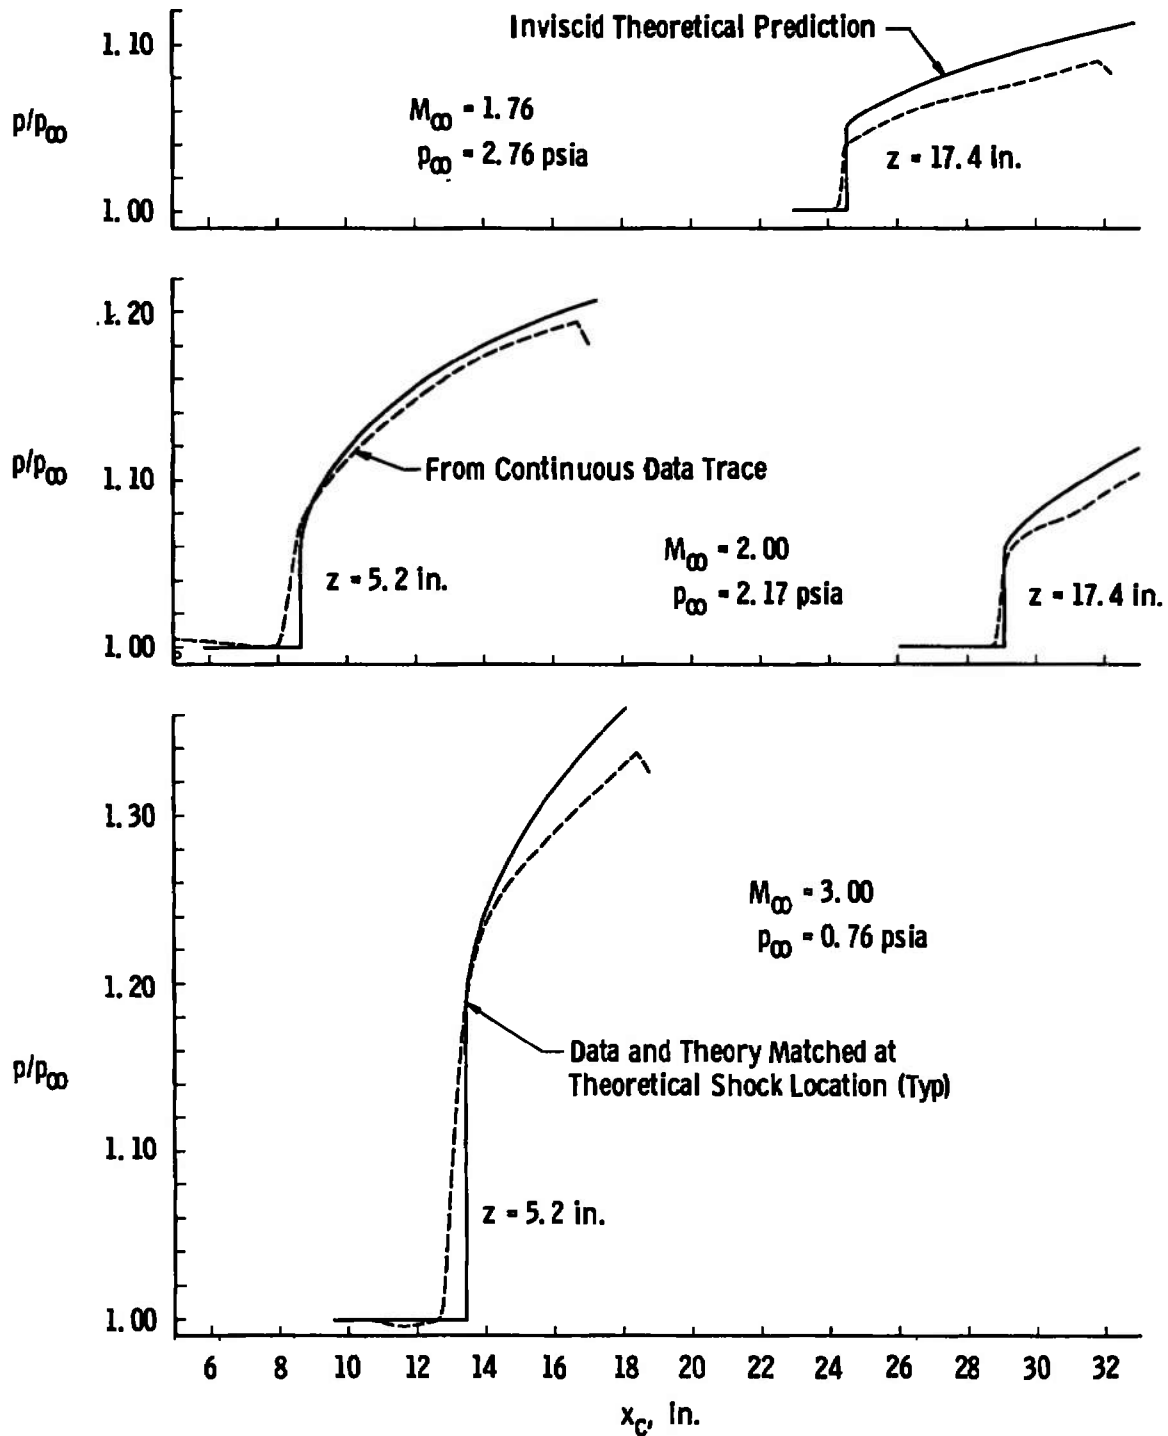 1.10
Inviscid Theoretical Prediction
p/p∞
M∞ = 1.76
p∞ = 2.76 psia
z = 17.4 in.
1.00
1.20
p/p∞
1.10
From Continuous Data Trace
M∞ = 2.00
p∞ = 2.17 psia
z = 5.2 in.
z = 17.4 in.
1.00
1.30
M∞ = 3.00
p∞ = 0.76 psia
1.20
p/p∞
Data and Theory Matched at
Theoretical Shock Location (Typ)
1.10
z = 5.2 in.
1.00
6 8 10 12 14 16 18 20 22 24 26 28 30 32
x_c, in.